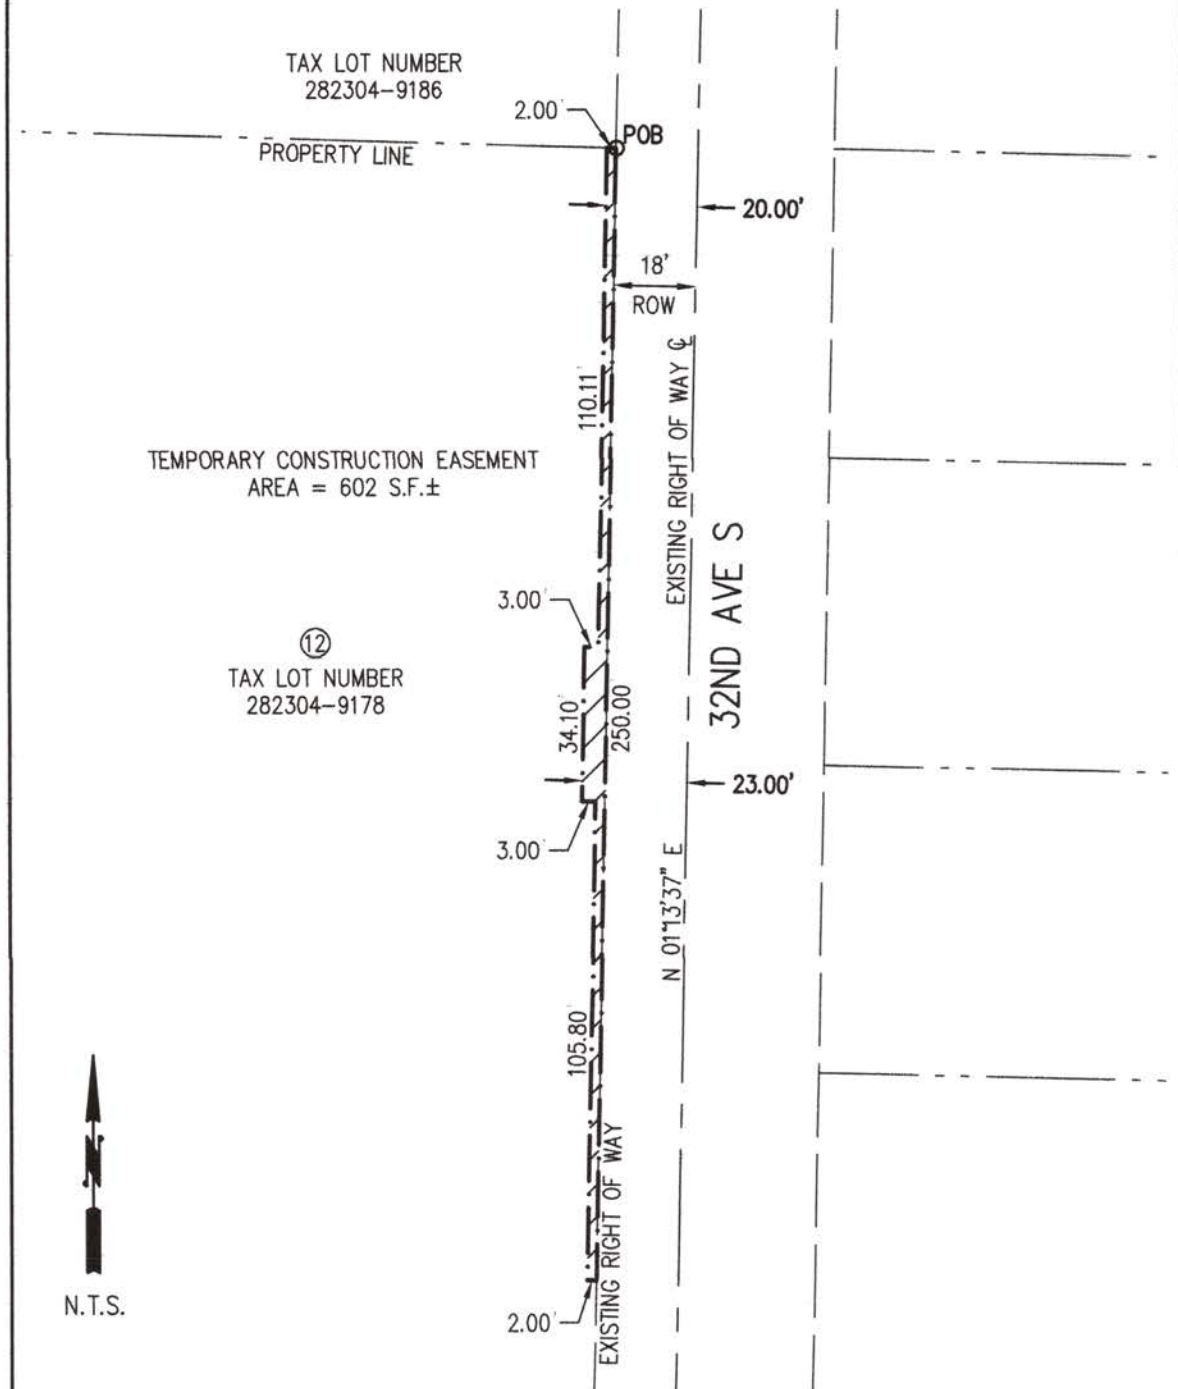 TAX LOT NUMBER
282304-9186
2.00'
POB
PROPERTY LINE
20.00'
18'
ROW
110.11'
EXISTING RIGHT OF WAY ℄
TEMPORARY CONSTRUCTION EASEMENT
AREA = 602 S.F.±
32ND AVE S
3.00'
12
TAX LOT NUMBER
282304-9178
34.10'
250.00'
23.00'
3.00'
N 01°13'37" E
105.80'
EXISTING RIGHT OF WAY
N
N.T.S.
2.00'